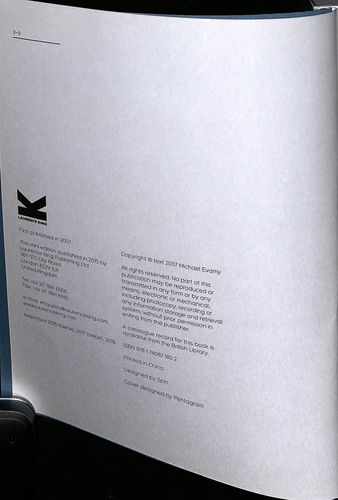 2–3
LAURENCE KING
First published in 2007
This mini edition published in 2015 by
Laurence King Publishing Ltd
361–373 City Road
London EC1V 1LR
United Kingdom
Tel: +44 20 7841 6900
Fax: +44 20 7841 6910
e-mail: enquiries@laurenceking.com
www.laurenceking.com
Reprinted 2016 (twice), 2017 (twice), 2018
Copyright © text 2007 Michael Evamy
All rights reserved. No part of this
publication may be reproduced or
transmitted in any form or by any
means, electronic or mechanical,
including photocopy, recording or
any information storage and retrieval
system, without prior permission in
writing from the publisher.
A catalogue record for this book is
available from the British Library.
ISBN 978 1 78067 180 2
Printed in China
Designed by Spin
Cover designed by Pentagram